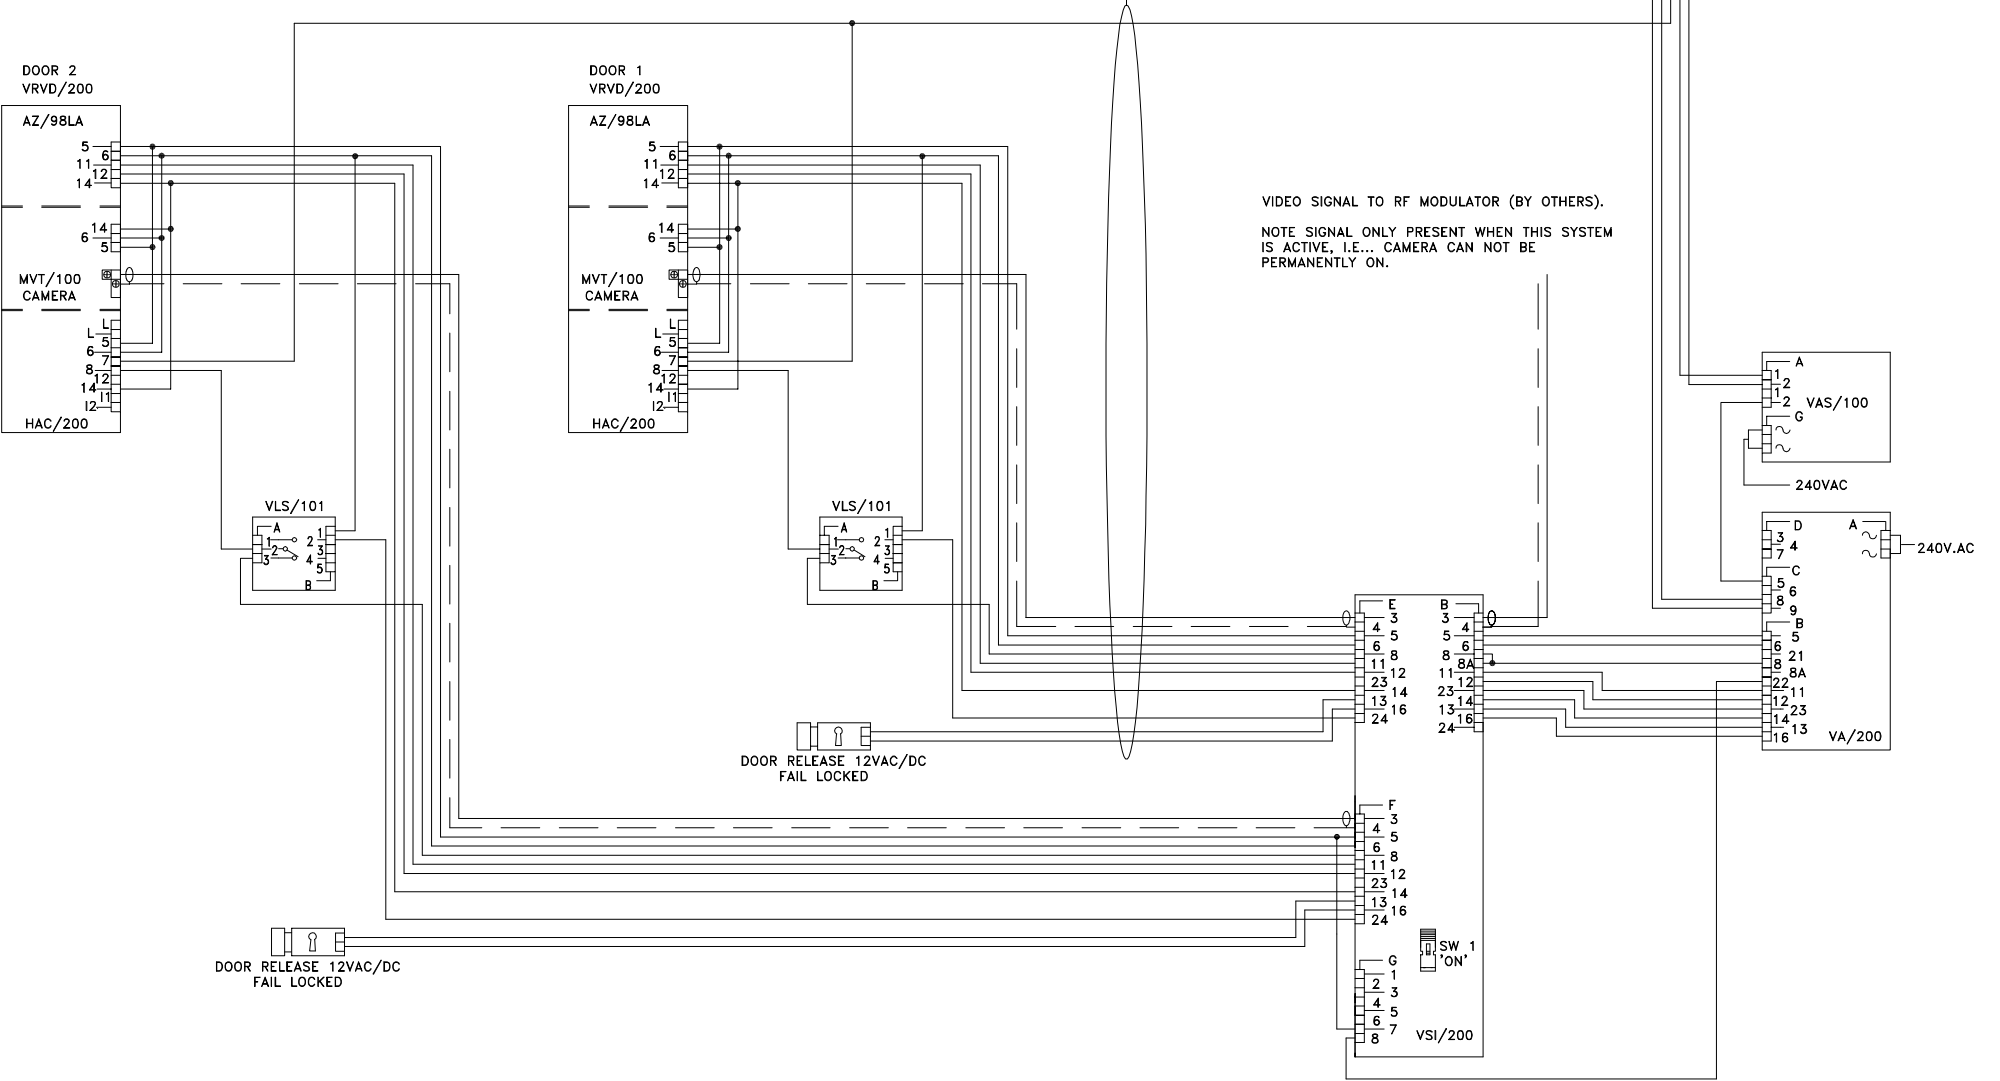 DOOR 2
VRVD/200
AZ/98LA
5
6
11
12
14
14
6
5
MVT/100
CAMERA
L
L
5
6
7
8
12
14
I1
I2
HAC/200
VLS/101
A
1
2
3
1
2
3
4
5
B
DOOR RELEASE 12VAC/DC
FAIL LOCKED
DOOR 1
VRVD/200
AZ/98LA
5
6
11
12
14
14
6
5
MVT/100
CAMERA
L
L
5
6
7
8
12
14
I1
I2
HAC/200
VLS/101
A
1
2
3
1
2
3
4
5
B
DOOR RELEASE 12VAC/DC
FAIL LOCKED
VIDEO SIGNAL TO RF MODULATOR (BY OTHERS).
NOTE SIGNAL ONLY PRESENT WHEN THIS SYSTEM
IS ACTIVE, I.E... CAMERA CAN NOT BE
PERMANENTLY ON.
E
3
4
5
6
8
11
12
23
14
13
16
24
B
3
4
5
6
8
8A
11
12
23
14
13
16
24
F
3
4
5
6
8
11
12
23
14
13
16
24
SW 1
'ON'
G
1
2
3
4
5
6
7
8
VSI/200
A
1
2
1
2
VAS/100
G
240VAC
D
3
4
7
A
240V.AC
C
5
6
8
9
B
5
6
21
8
8A
22
11
12
23
14
13
16
VA/200